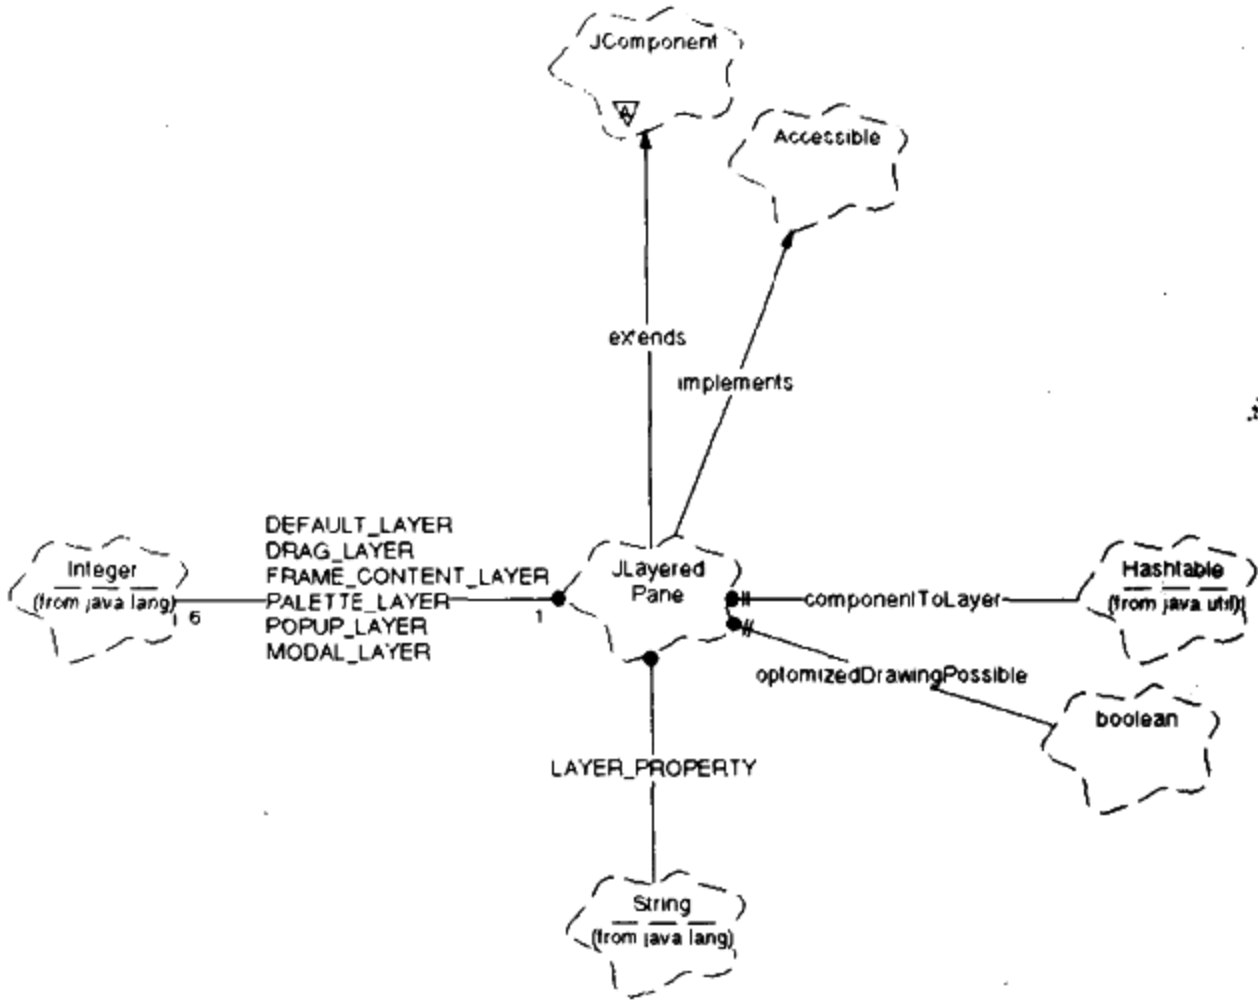 JComponent
A
Accessible
extends
implements
DEFAULT_LAYER
DRAG_LAYER
FRAME_CONTENT_LAYER
PALETTE_LAYER
POPUP_LAYER
MODAL_LAYER
Integer
(from java lang)
6
1
JLayered
Pane
componentToLayer
Hashtable
(from java util)
optomizedDrawingPossible
boolean
LAYER_PROPERTY
String
(from java lang)